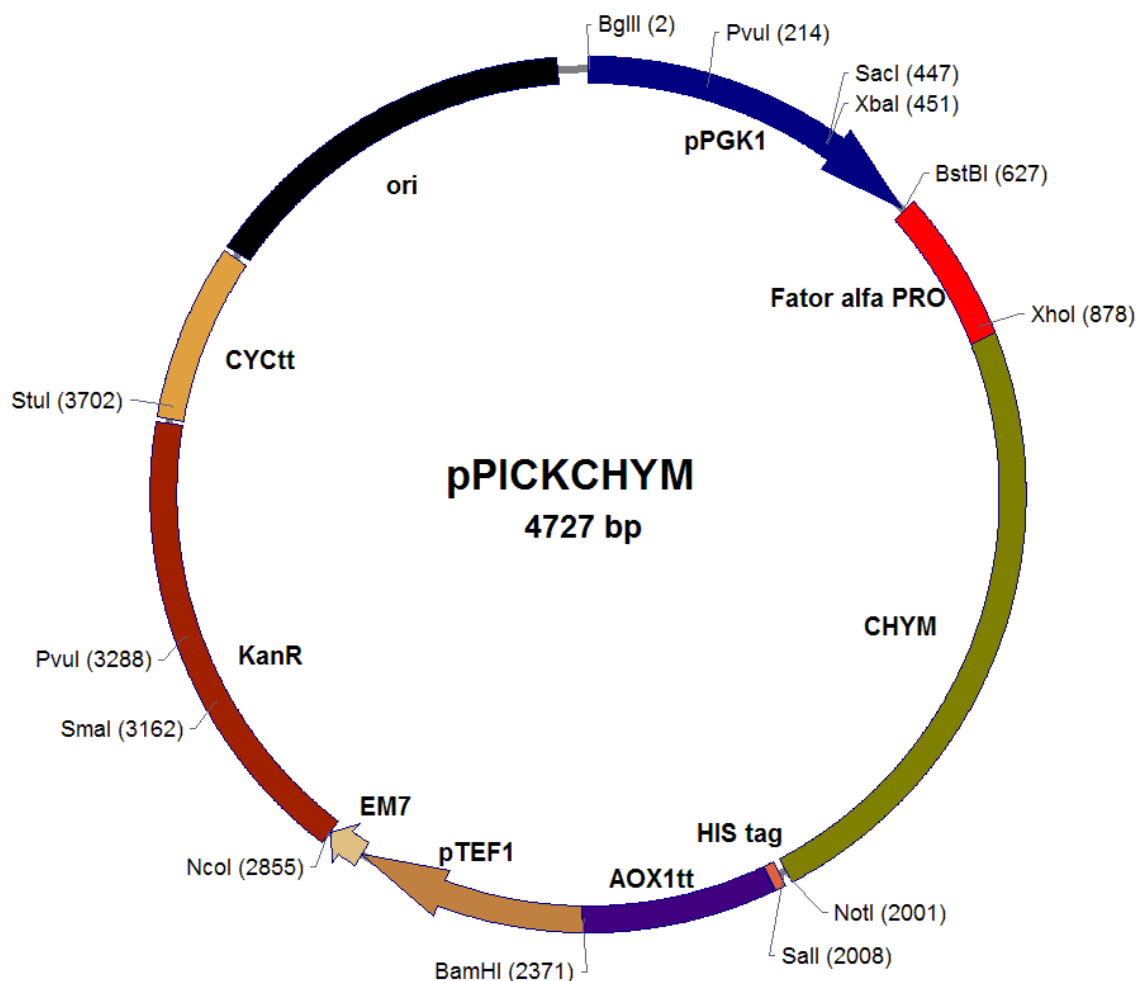 BglII (2)
PvuI (214)
SacI (447)
XbaI (451)
pPGK1
BstBI (627)
ori
Fator alfa PRO
XhoI (878)
CYCtt
StuI (3702)
pPICKCHYM
4727 bp
CHYM
PvuI (3288)
KanR
SmaI (3162)
EM7
HIS tag
pTEF1
NcoI (2855)
AOX1tt
NotI (2001)
SalI (2008)
BamHI (2371)